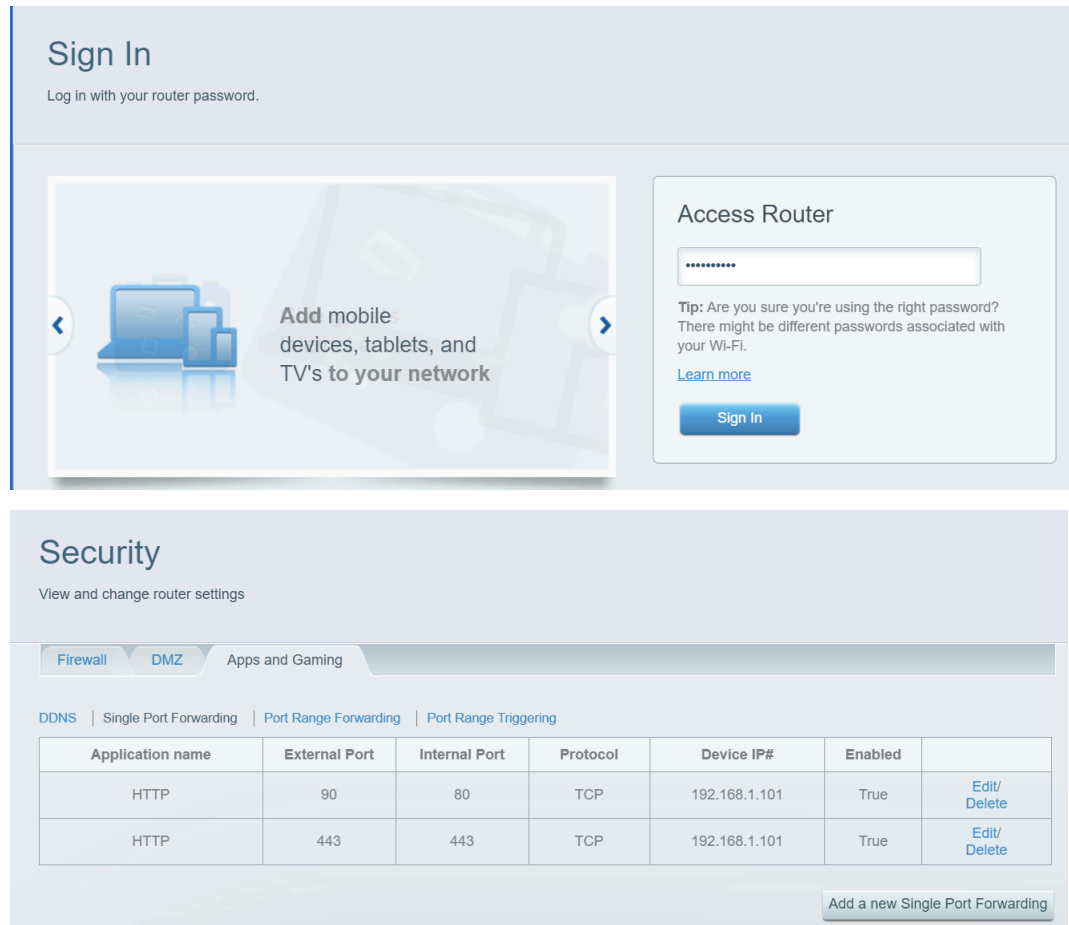 Sign In
Log in with your router password.
Add mobile
devices, tablets, and
TV's to your network
Access Router
••••••••••
Tip: Are you sure you're using the right password?
There might be different passwords associated with
your Wi-Fi.
Learn more
Sign In
Security
View and change router settings
Firewall DMZ Apps and Gaming
DDNS | Single Port Forwarding | Port Range Forwarding | Port Range Triggering
Application name External Port Internal Port Protocol Device IP# Enabled
HTTP 90 80 TCP 192.168.1.101 True Edit/
Delete
HTTP 443 443 TCP 192.168.1.101 True Edit/
Delete
Add a new Single Port Forwarding